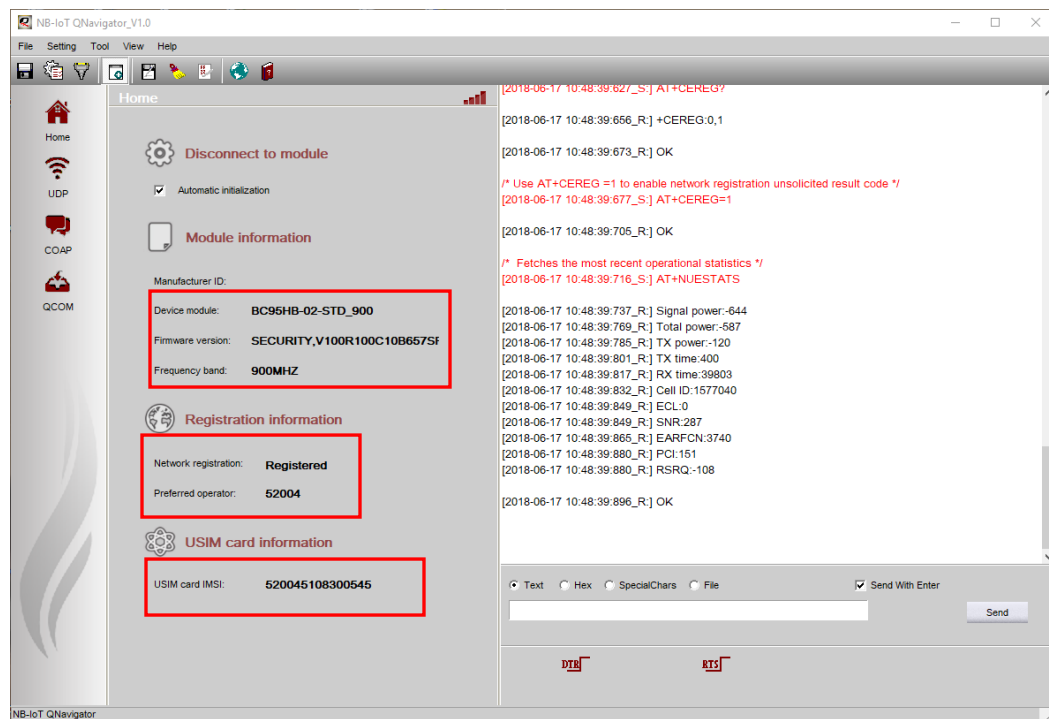 NB-IoT QNavigator_V1.0
File Setting Tool View Help
Home
UDP
COAP
QCOM
Home
Disconnect to module
Automatic initialization
Module information
Manufacturer ID:
Device module: BC95HB-02-STD_900
Firmware version: SECURITY,V100R100C10B657SF
Frequency band: 900MHZ
Registration information
Network registration: Registered
Preferred operator: 52004
USIM card information
USIM card IMSI: 520045108300545
[2018-06-17 10:48:39:627_S:] AT+CEREG?
[2018-06-17 10:48:39:656_R:] +CEREG:0,1
[2018-06-17 10:48:39:673_R:] OK
/* Use AT+CEREG =1 to enable network registration unsolicited result code */
[2018-06-17 10:48:39:677_S:] AT+CEREG=1
[2018-06-17 10:48:39:705_R:] OK
/* Fetches the most recent operational statistics */
[2018-06-17 10:48:39:716_S:] AT+NUESTATS
[2018-06-17 10:48:39:737_R:] Signal power:-644
[2018-06-17 10:48:39:769_R:] Total power:-587
[2018-06-17 10:48:39:785_R:] TX power:-120
[2018-06-17 10:48:39:801_R:] TX time:400
[2018-06-17 10:48:39:817_R:] RX time:39803
[2018-06-17 10:48:39:832_R:] Cell ID:1577040
[2018-06-17 10:48:39:849_R:] ECL:0
[2018-06-17 10:48:39:849_R:] SNR:287
[2018-06-17 10:48:39:865_R:] EARFCN:3740
[2018-06-17 10:48:39:880_R:] PCI:151
[2018-06-17 10:48:39:880_R:] RSRQ:-108
[2018-06-17 10:48:39:896_R:] OK
Text Hex SpecialChars File Send With Enter
Send
DTR RTS
NB-IoT QNavigator